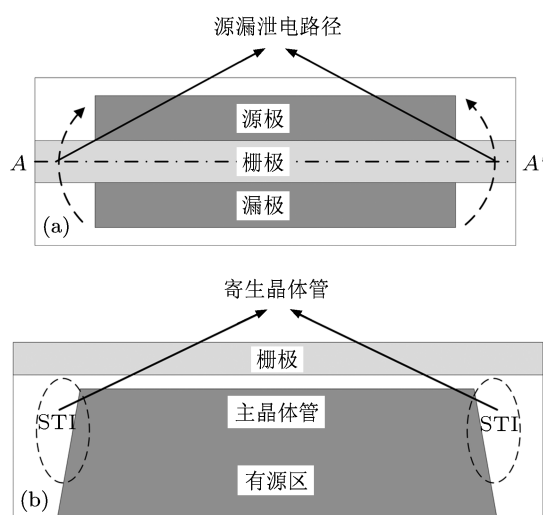 源漏泄电路径
源极
A 栅极 A'
漏极
(a)
寄生晶体管
栅极
STI 主晶体管 STI
有源区
(b)